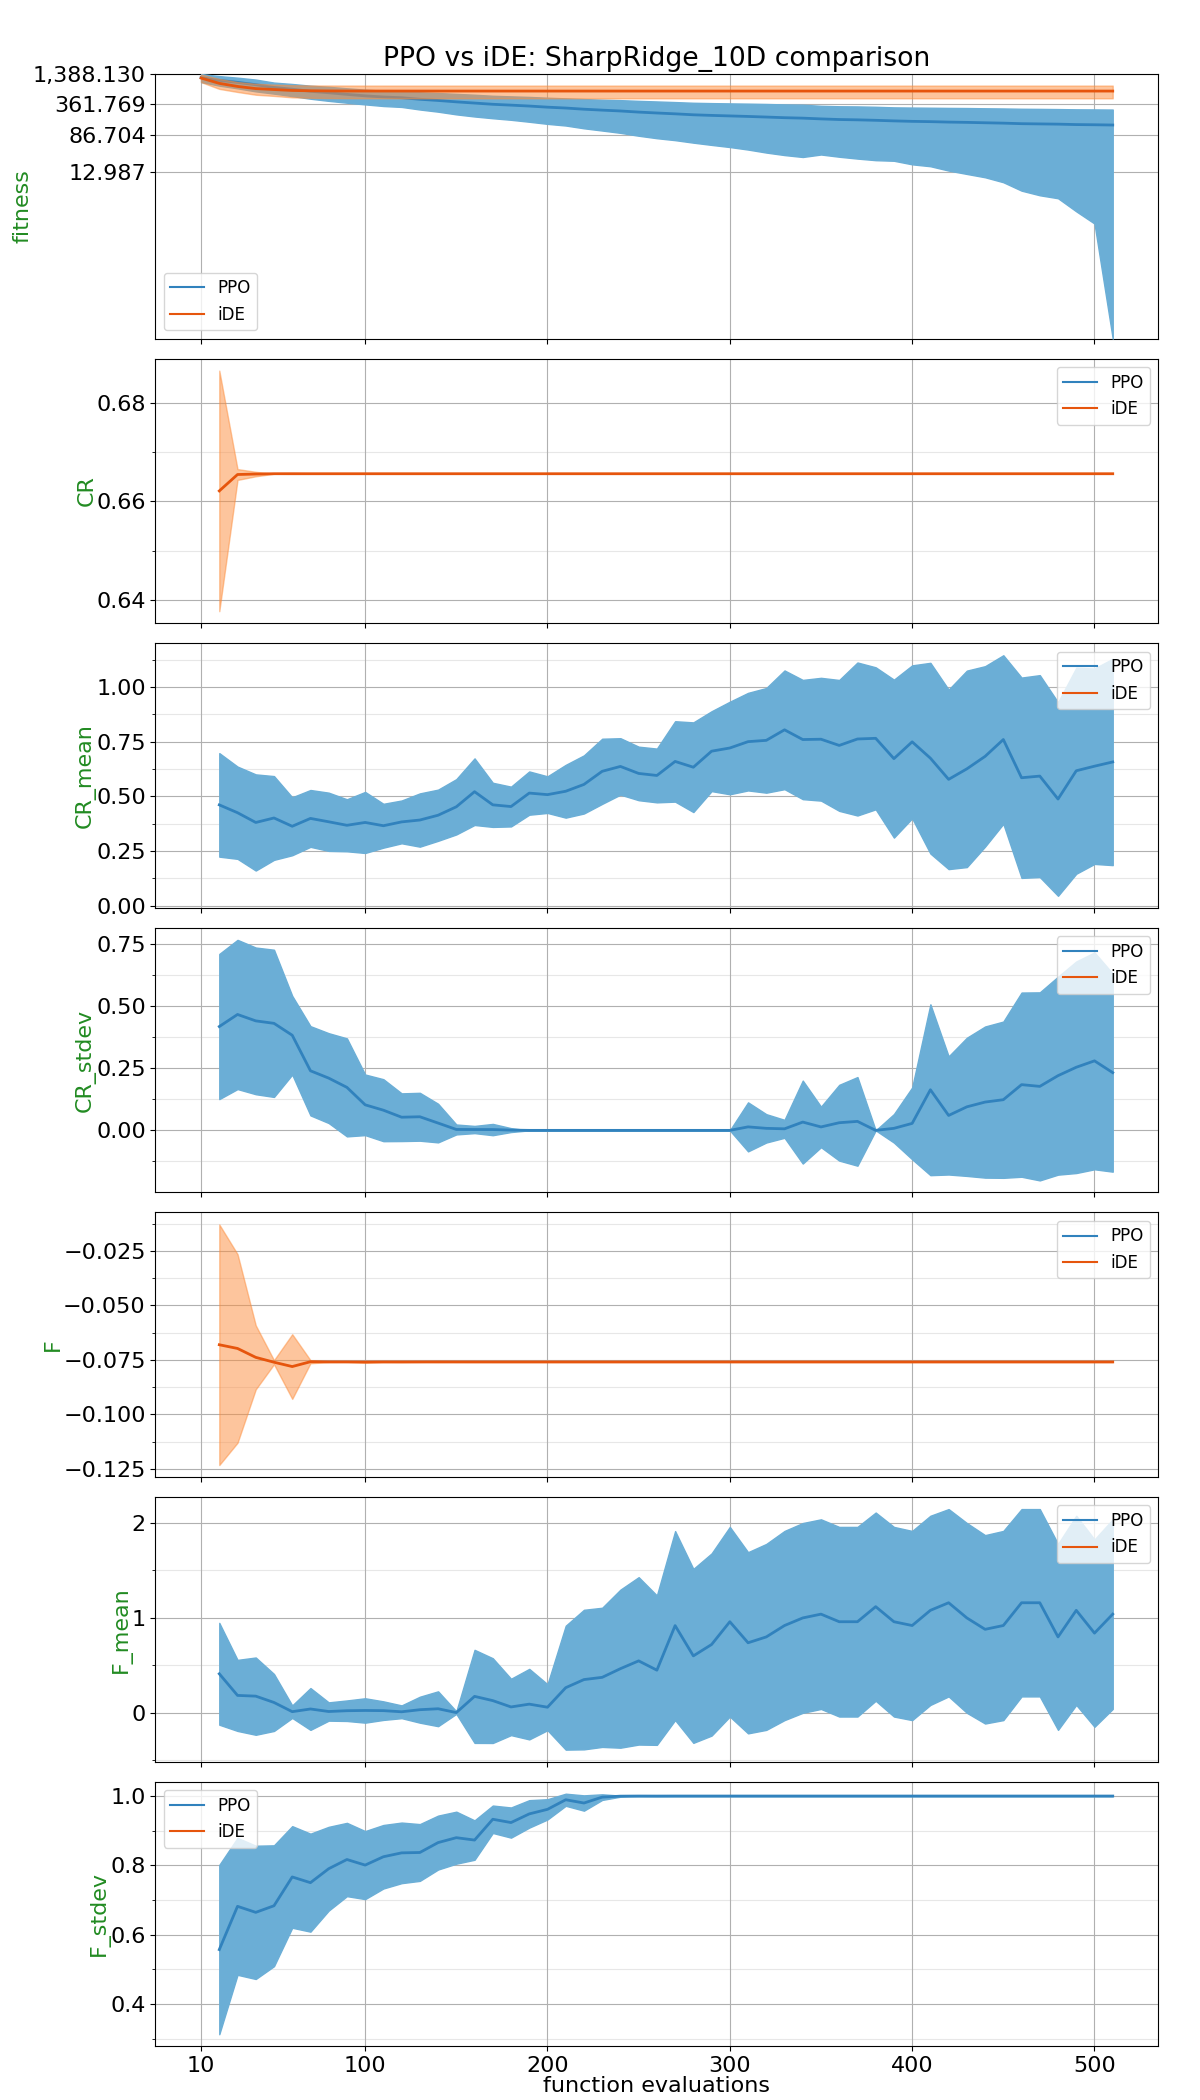 PPO vs iDE: SharpRidge_10D comparison
1,388.130
361.769
86.704
12.987
fitness
PPO
iDE
0.68
0.66
0.64
CR
PPO
iDE
1.00
0.75
0.50
0.25
0.00
CR_mean
PPO
iDE
0.75
0.50
0.25
0.00
CR_stdev
PPO
iDE
−0.025
−0.050
−0.075
−0.100
−0.125
F
PPO
iDE
2
1
0
F_mean
PPO
iDE
1.0
0.8
0.6
0.4
F_stdev
PPO
iDE
10 100 200 300 400 500
function evaluations